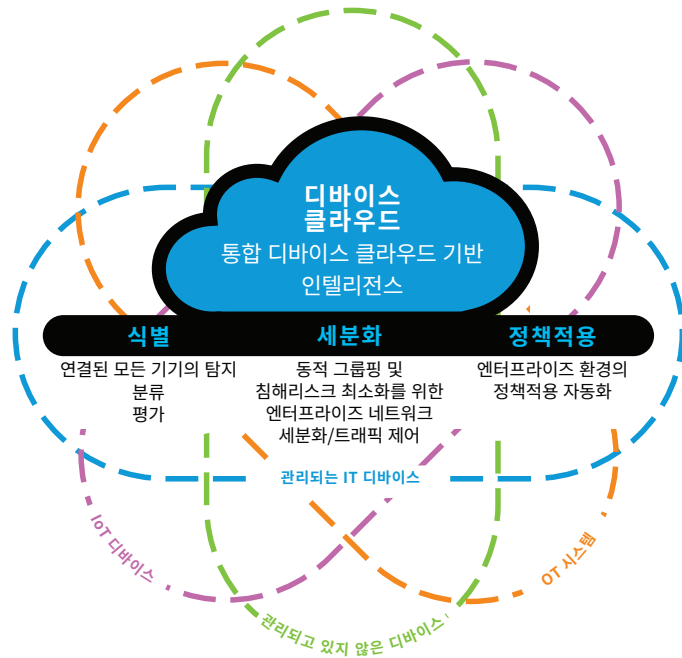 디바이스
클라우드
통합 디바이스 클라우드 기반
인텔리전스
식별
세분화
정책적용
연결된 모든 기기의 탐지
분류
평가
동적 그룹핑 및
침해리스크 최소화를 위한
엔터프라이즈 네트워크
세분화/트래픽 제어
엔터프라이즈 환경의
정책적용 자동화
관리되는 IT 디바이스
IoT 디바이스
OT 시스템
관리되고 있지 않은 디바이스